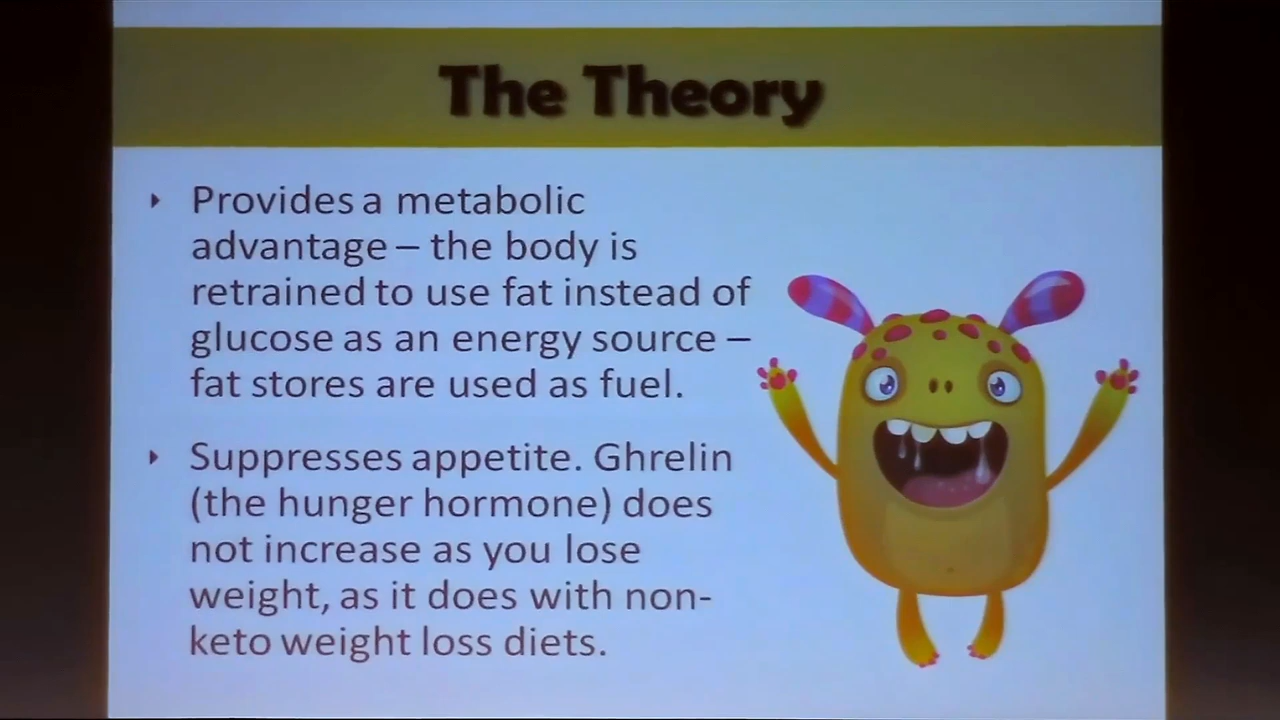 The Theory
Provides a metabolic
advantage – the body is
retrained to use fat instead of
glucose as an energy source –
fat stores are used as fuel.
Suppresses appetite. Ghrelin
(the hunger hormone) does
not increase as you lose
weight, as it does with non-
keto weight loss diets.